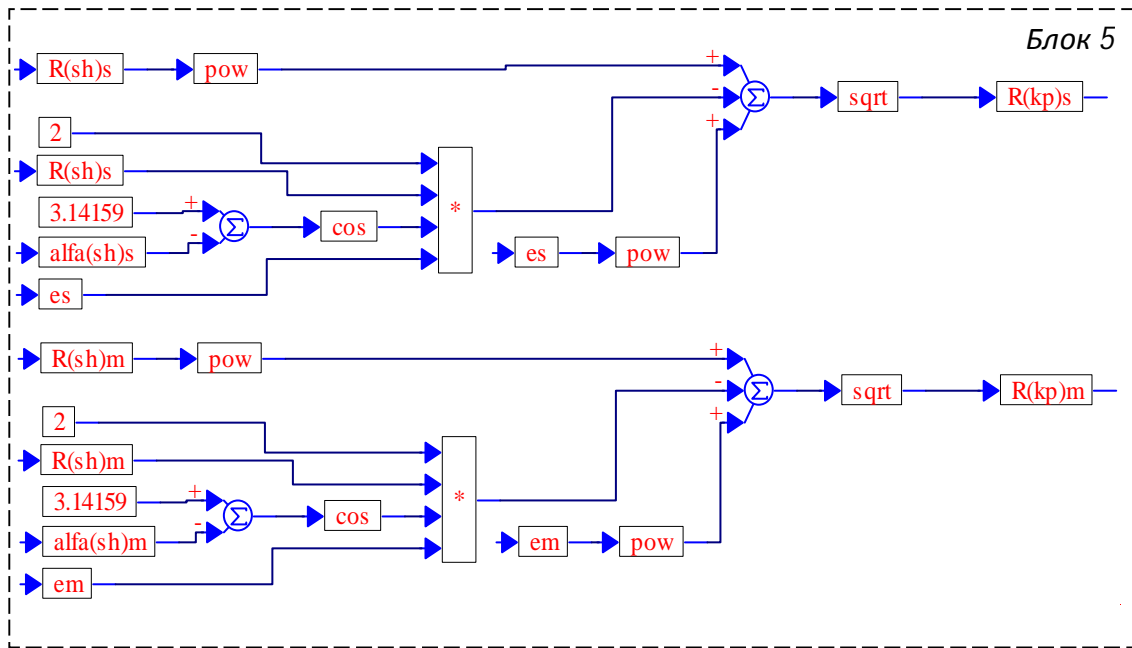 Блок 5
R(sh)s pow + - + Σ sqrt R(kp)s
2
R(sh)s
3.14159 + - Σ cos *
alfa(sh)s es pow
es
R(sh)m pow + - + Σ sqrt R(kp)m
2
R(sh)m
3.14159 + - Σ cos *
alfa(sh)m em pow
em